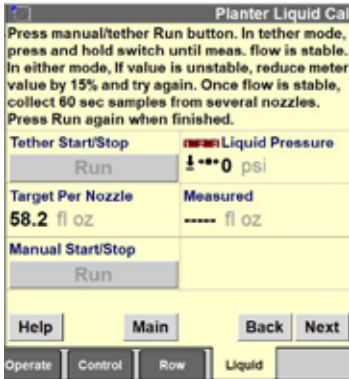 Planter Liquid Cal
Press manual/tether Run button. In tether mode,
press and hold switch until meas. flow is stable.
In either mode, If value is unstable, reduce meter
value by 15% and try again. Once flow is stable,
collect 60 sec samples from several nozzles.
Press Run again when finished.
Tether Start/Stop
Run
Liquid Pressure
0 psi
Target Per Nozzle
58.2 fl oz
Measured
----- fl oz
Manual Start/Stop
Run
Help Main Back Next
Operate Control Row Liquid